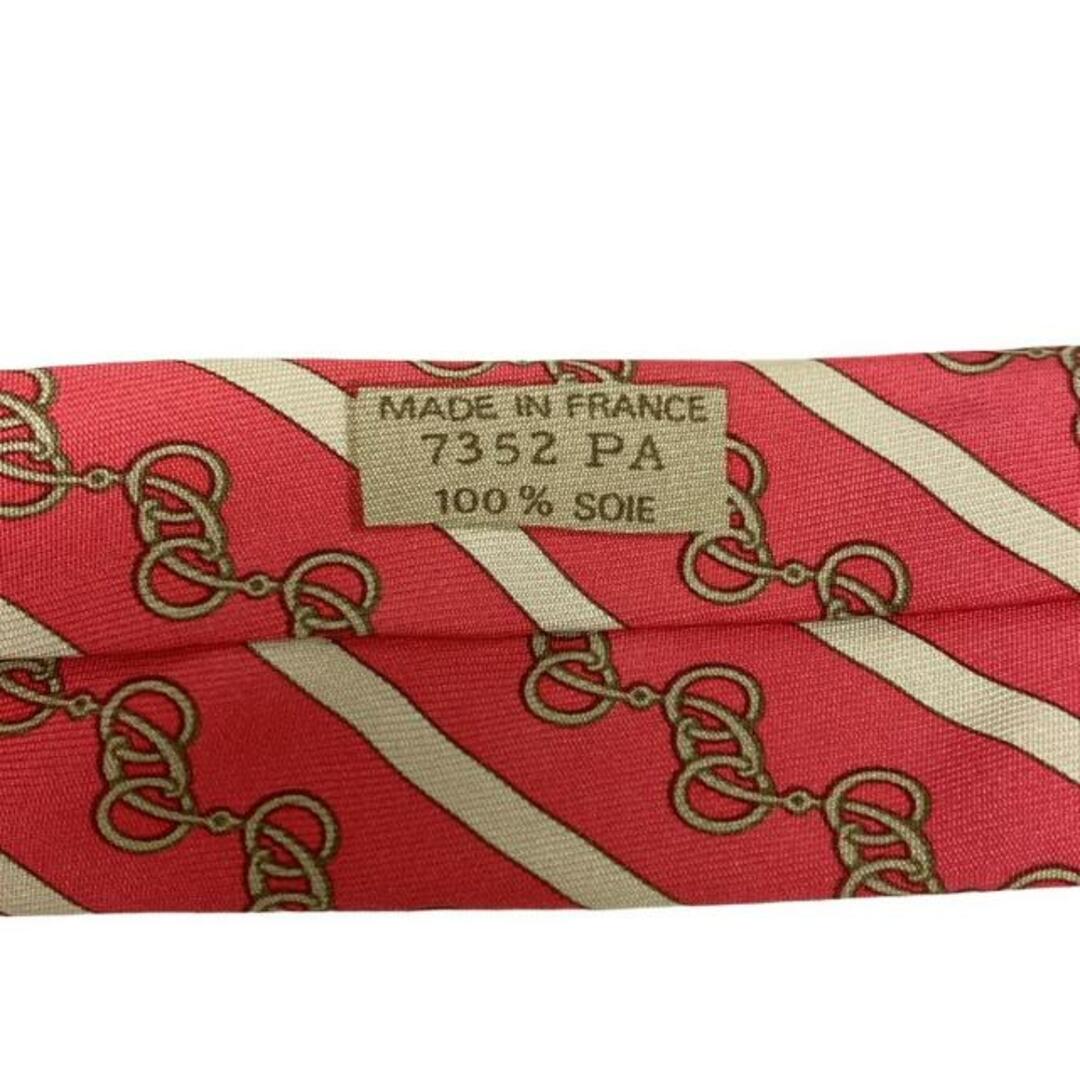 MADE IN FRANCE
7352 PA
100% SOIE